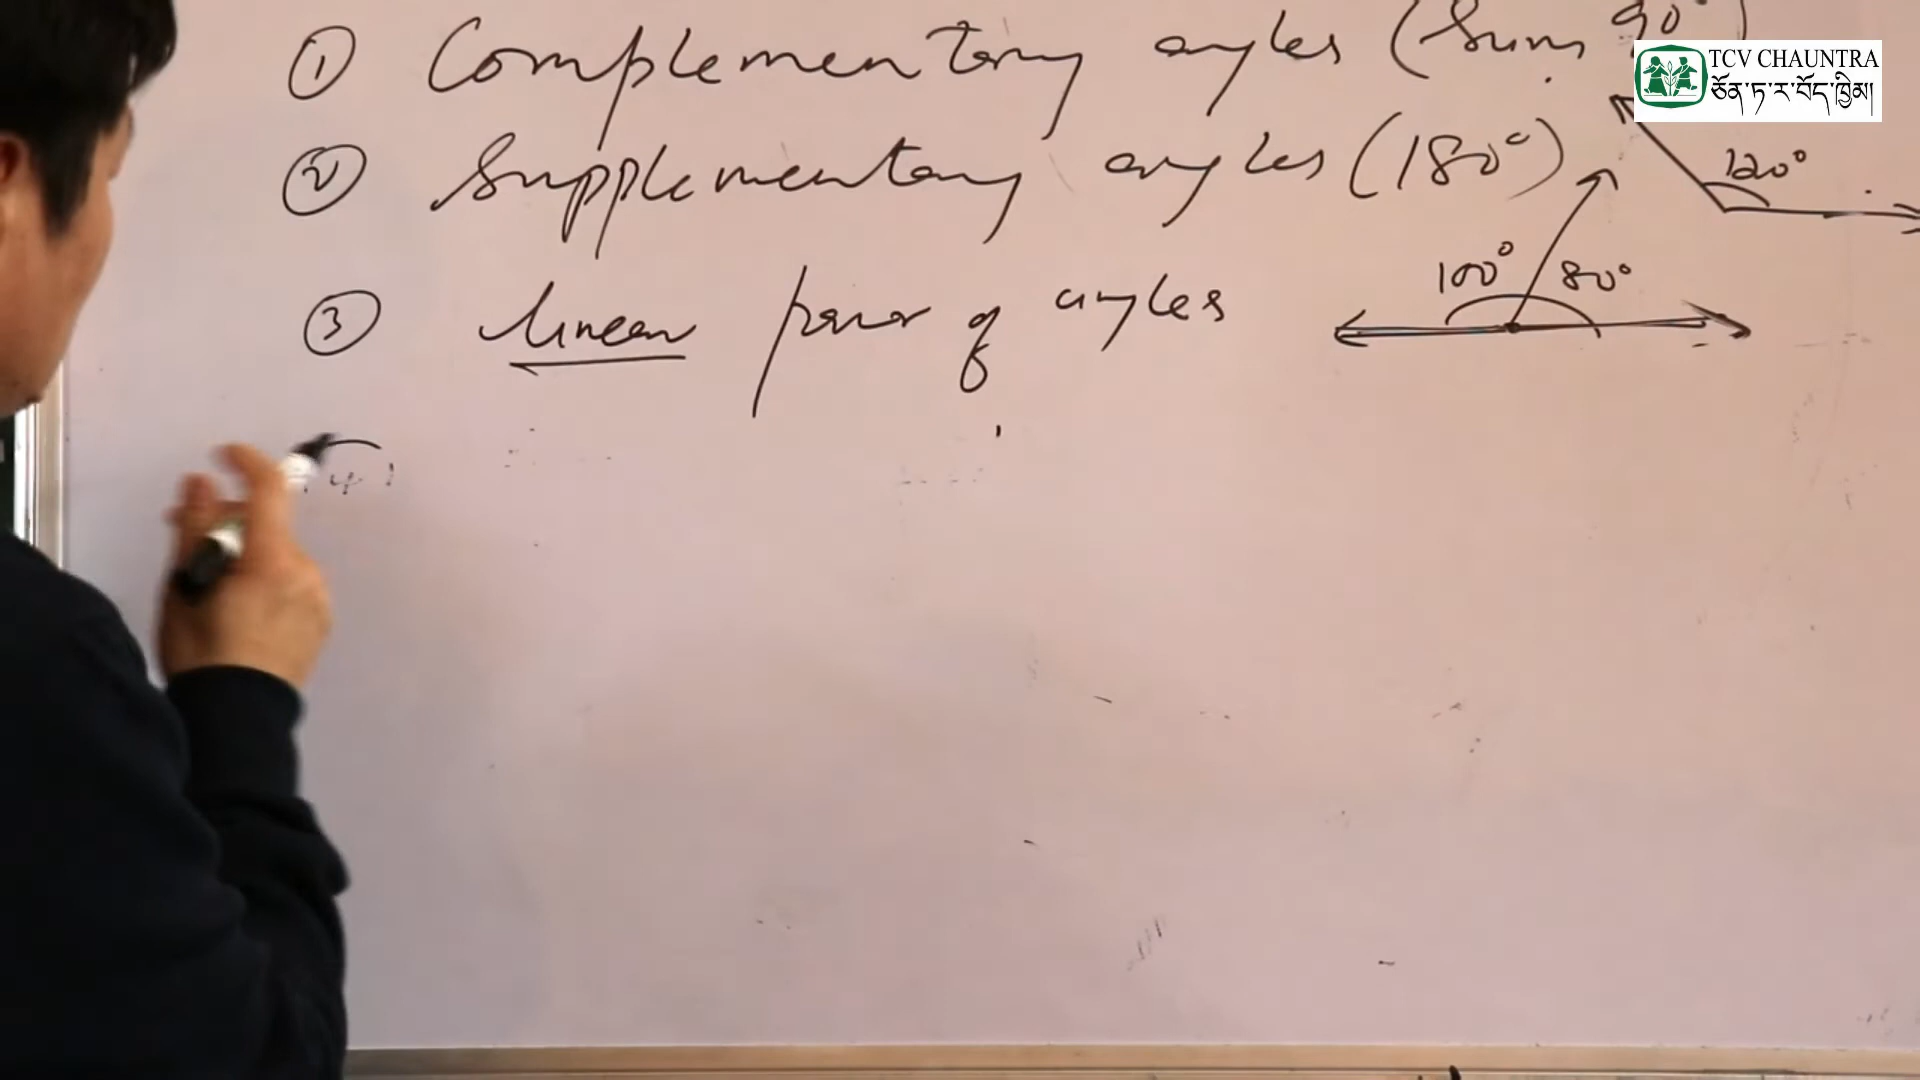 ① Complementary angles (Sum 90°)
② Supplementary angles (180°)
120°
③ linear pair of angles
100° 80°
(4)
TCV CHAUNTRA
ཅོན་ཏ་ར་བོད་ཁྱིམ།